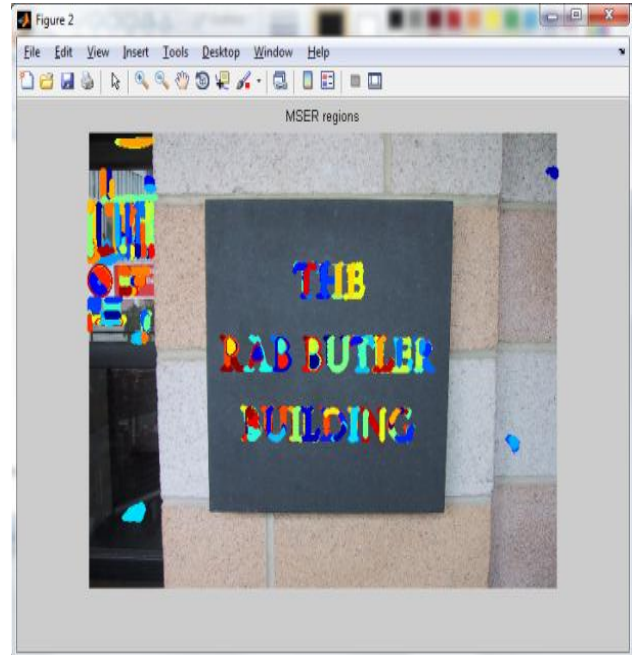 Figure 2
File Edit View Insert Tools Desktop Window Help
MSER regions
THE
RAB BUTLER
BUILDING